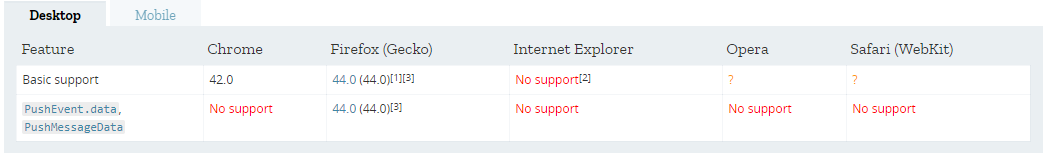 Desktop Mobile
Feature Chrome Firefox (Gecko) Internet Explorer Opera Safari (WebKit)
Basic support 42.0 44.0 (44.0)[1][3] No support[2] ? ?
PushEvent.data, No support 44.0 (44.0)[3] No support No support No support
PushMessageData